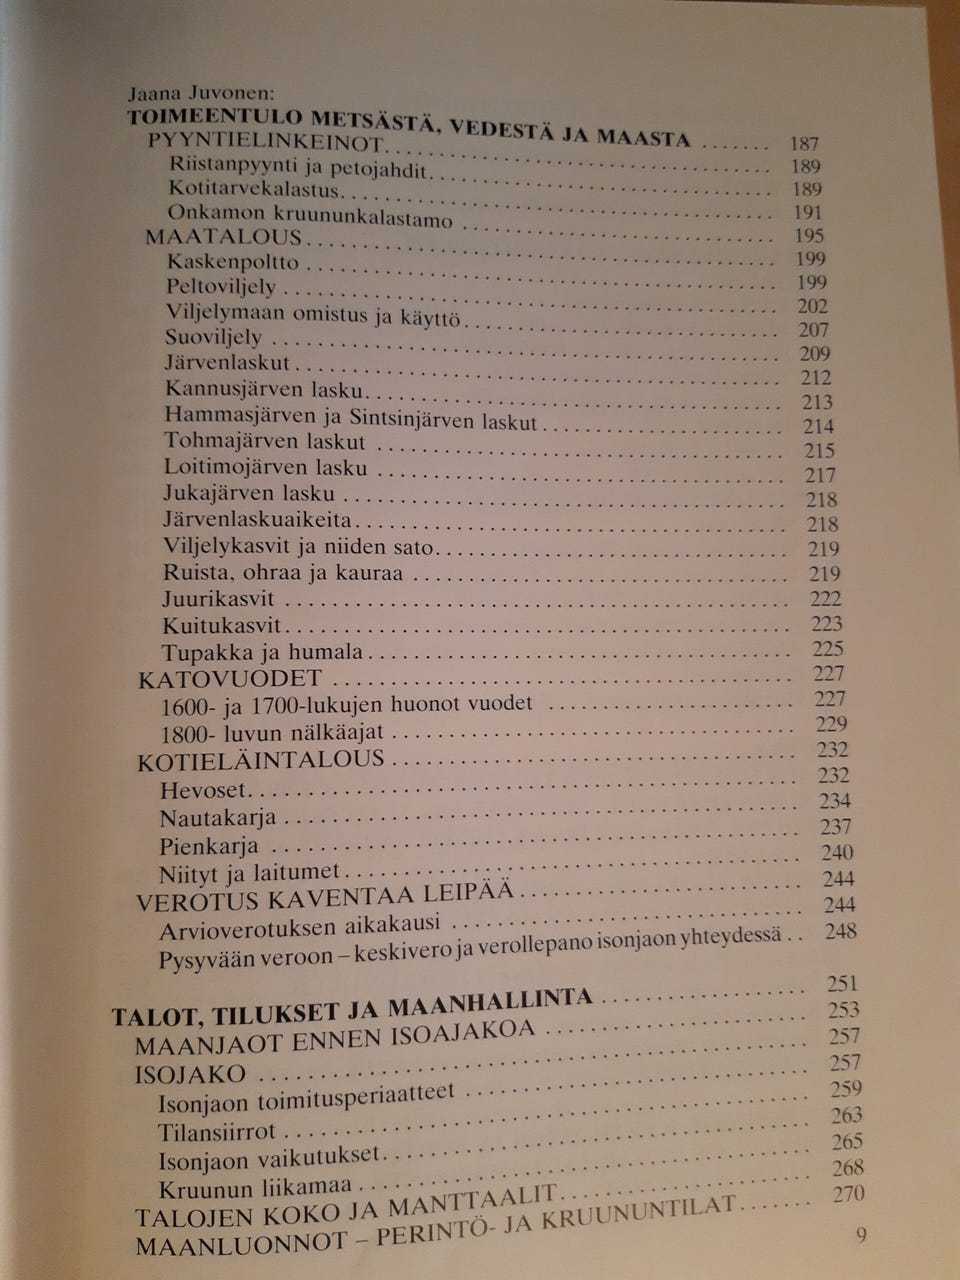 Jaana Juvonen:
TOIMEENTULO METSÄSTÄ, VEDESTÄ JA MAASTA ....... 187
PYYNTIELINKEINOT.................................. 189
Riistanpyynti ja petojahdit.............................. 189
Kotitarvekalastus...................................... 191
Onkamon kruununkalastamo ........................... 195
MAATALOUS........................................ 199
Kaskenpoltto ......................................... 199
Peltoviljely ........................................... 202
Viljelymaan omistus ja käyttö........................... 207
Suoviljely ............................................ 209
Järvenlaskut .......................................... 212
Kannusjärven lasku.................................... 213
Hammasjärven ja Sintsinjärven laskut .................... 214
Tohmajärven laskut ................................... 215
Loitimojärven lasku ................................... 217
Jukajärven lasku ...................................... 218
Järvenlaskuaikeita..................................... 218
Viljelykasvit ja niiden sato.............................. 219
Ruista, ohraa ja kauraa ................................ 219
Juurikasvit ........................................... 222
Kuitukasvit........................................... 223
Tupakka ja humala.................................... 225
KATOVUODET ...................................... 227
1600- ja 1700-lukujen huonot vuodet .................... 227
1800- luvun nälkäajat .................................. 229
KOTIELÄINTALOUS ................................. 232
Hevoset.............................................. 232
Nautakarja ........................................... 234
Pienkarja ............................................ 237
Niityt ja laitumet...................................... 240
VEROTUS KAVENTAA LEIPÄÄ....................... 244
Arvioverotuksen aikakausi ............................. 244
Pysyvään veroon – keskivero ja verollepano isonjaon yhteydessä .. 248
TALOT, TILUKSET JA MAANHALLINTA ................ 251
MAANJAOT ENNEN ISOAJAKOA ..................... 253
ISOJAKO ............................................ 257
Isonjaon toimitusperiaatteet ............................ 257
Tilansiirrot ........................................... 259
Isonjaon vaikutukset................................... 263
Kruunun liikamaa ..................................... 265
TALOJEN KOKO JA MANTTAALIT.................... 268
MAANLUONNOT – PERINTÖ- JA KRUUNUNTILAT....... 270
9